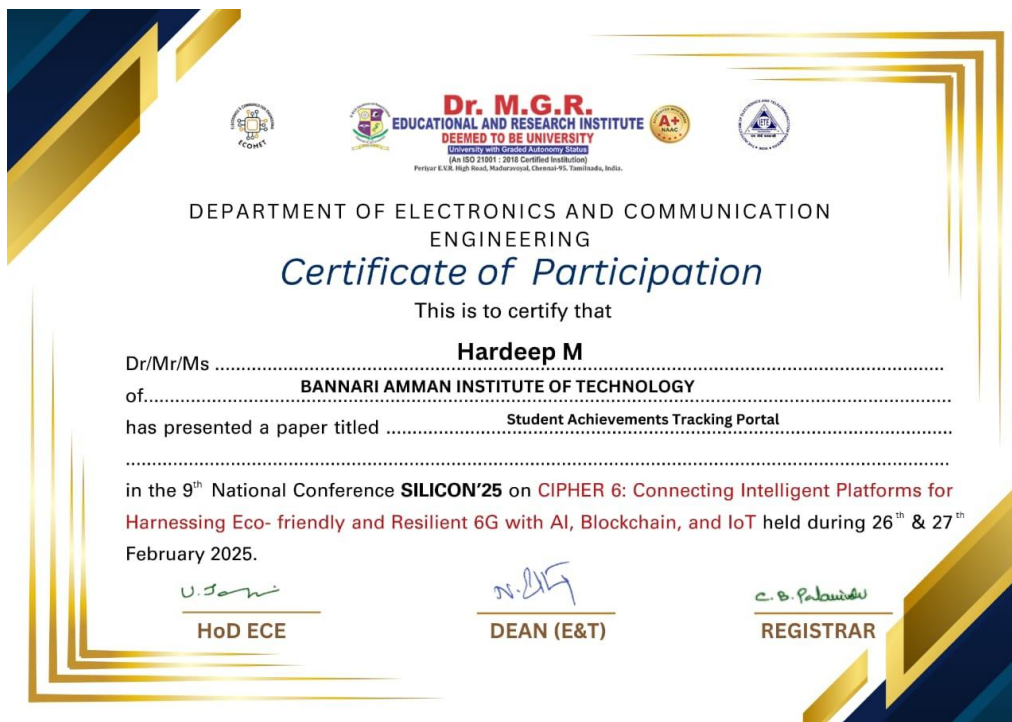 ECOMET
Dr. M.G.R.
EDUCATIONAL AND RESEARCH INSTITUTE
DEEMED TO BE UNIVERSITY
University with Graded Autonomy Status
(An ISO 21001 : 2018 Certified Institution)
Periyar E.V.R. High Road, Maduravoyal, Chennai-95. Tamilnadu, India.
A+
NAAC
ETE
DEPARTMENT OF ELECTRONICS AND COMMUNICATION
ENGINEERING
Certificate of Participation
This is to certify that
Dr/Mr/Ms Hardeep M
of BANNARI AMMAN INSTITUTE OF TECHNOLOGY
has presented a paper titled Student Achievements Tracking Portal
in the 9th National Conference SILICON'25 on CIPHER 6: Connecting Intelligent Platforms for
Harnessing Eco- friendly and Resilient 6G with AI, Blockchain, and IoT held during 26th & 27th
February 2025.
HoD ECE
DEAN (E&T)
C. B. Palanivelu
REGISTRAR